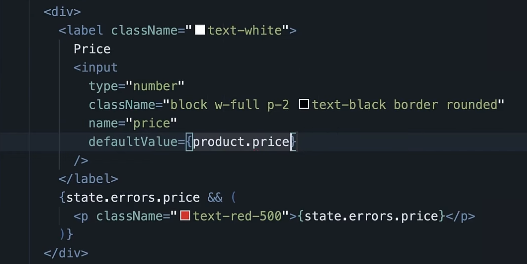 <div>
<label className="text-white">
Price
<input
type="number"
className="block w-full p-2 text-black border rounded"
name="price"
defaultValue={product.price}
/>
</label>
{state.errors.price && (
<p className="text-red-500">{state.errors.price}</p>
)}
</div>